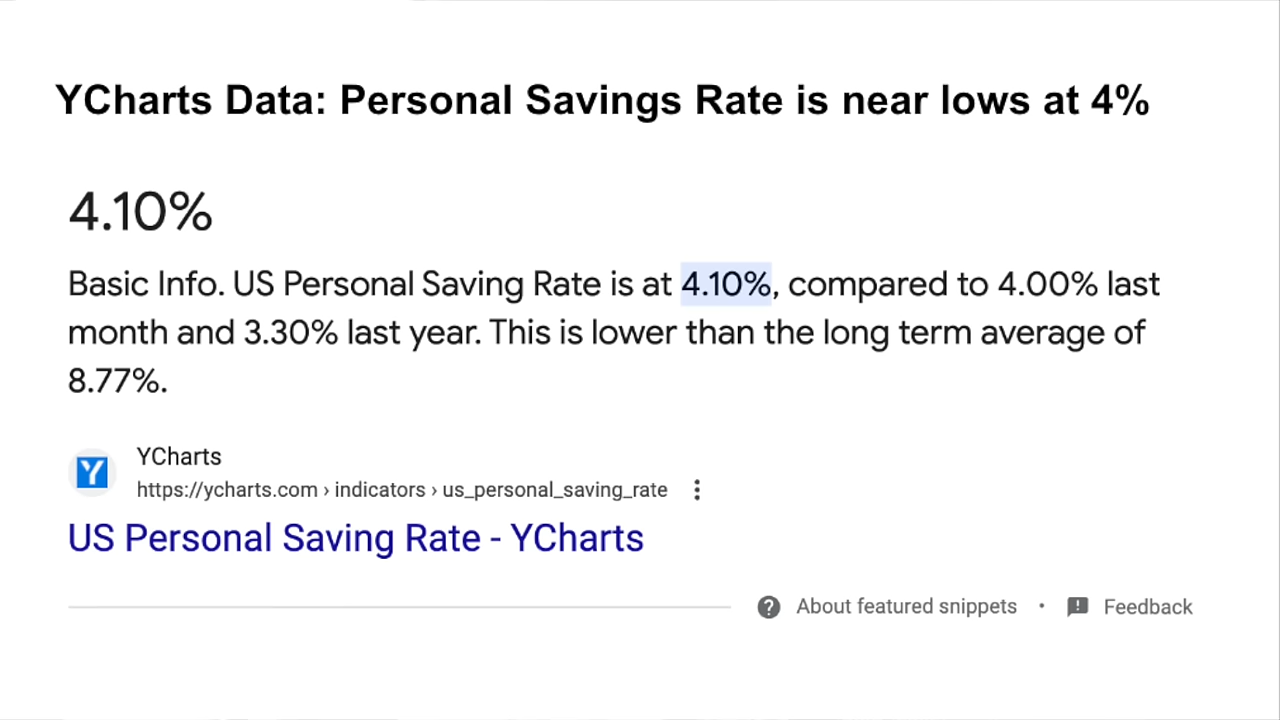 YCharts Data: Personal Savings Rate is near lows at 4%
4.10%
Basic Info. US Personal Saving Rate is at 4.10%, compared to 4.00% last
month and 3.30% last year. This is lower than the long term average of
8.77%.
Y
YCharts
https://ycharts.com › indicators › us_personal_saving_rate
US Personal Saving Rate - YCharts
About featured snippets • Feedback